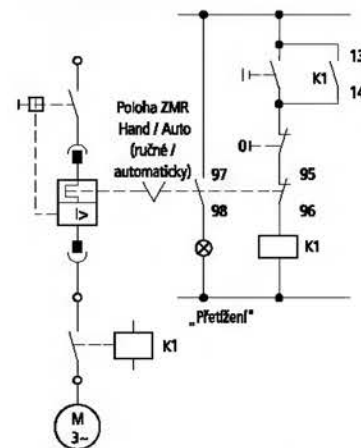 13
K1
14
Poloha ZMR
Hand / Auto
(ručné /
automaticky)
I>
0
97
95
98
96
K1
„Přetížení"
K1
M
3~